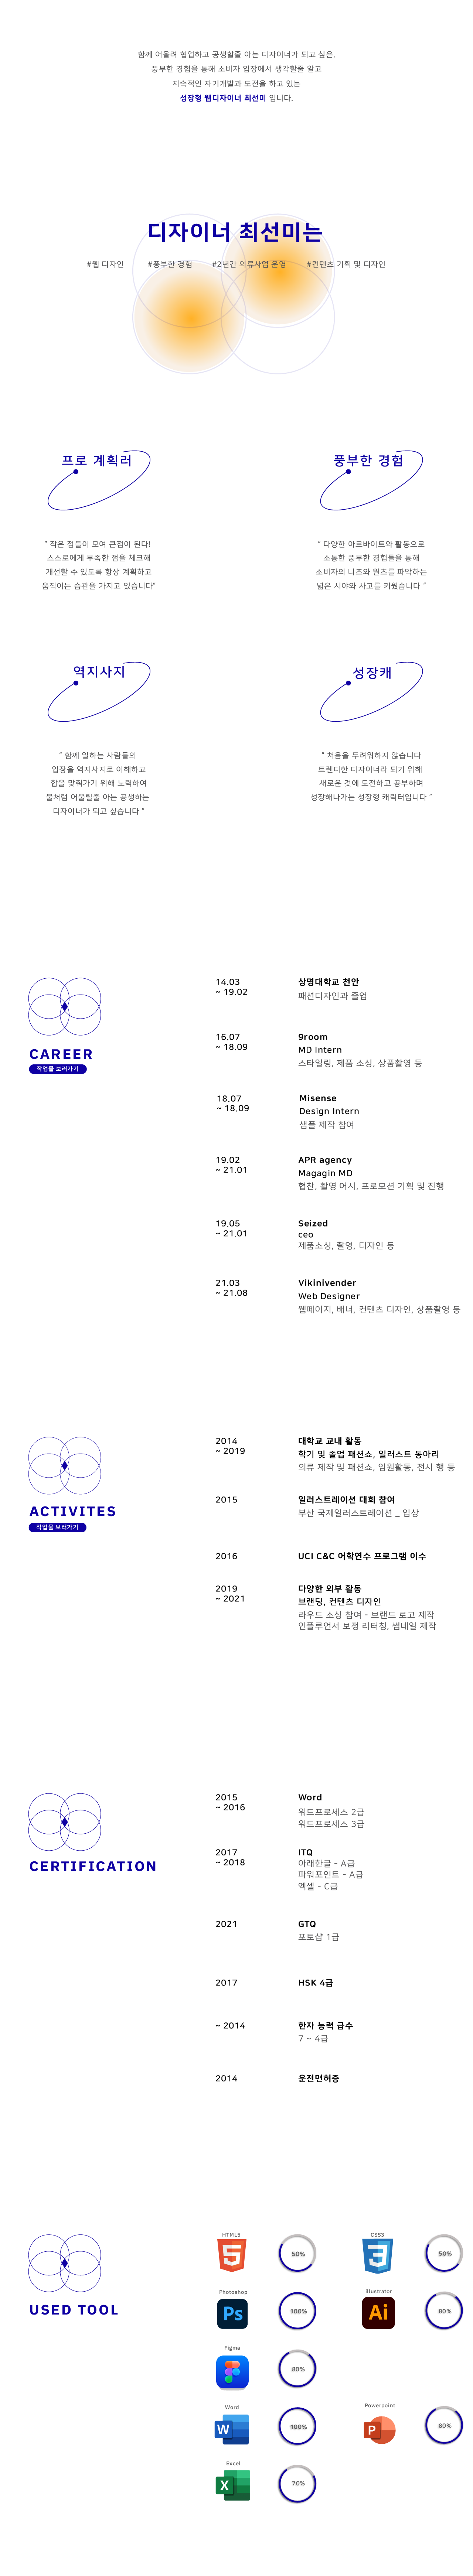 함께 어울려 협업하고 공생할줄 아는 디자이너가 되고 싶은,
풍부한 경험을 통해 소비자 입장에서 생각할줄 알고
지속적인 자기개발과 도전을 하고 있는
성장형 웹디자이너 최선미 입니다.
디자이너 최선미는
#웹 디자인 #풍부한 경험 #2년간 의류사업 운영 #컨텐츠 기획 및 디자인
프로 계획러
" 작은 점들이 모여 큰점이 된다!
스스로에게 부족한 점을 체크해
개선할 수 있도록 항상 계획하고
움직이는 습관을 가지고 있습니다"
풍부한 경험
" 다양한 아르바이트와 활동으로
소통한 풍부한 경험들을 통해
소비자의 니즈와 원츠를 파악하는
넓은 시야와 사고를 키웠습니다 "
역지사지
" 함께 일하는 사람들의
입장을 역지사지로 이해하고
합을 맞춰가기 위해 노력하여
물처럼 어울릴줄 아는 공생하는
디자이너가 되고 싶습니다 "
성장캐
" 처음을 두려워하지 않습니다
트렌디한 디자이너라 되기 위해
새로운 것에 도전하고 공부하며
성장해나가는 성장형 캐릭터입니다 "
CAREER
작업물 보러가기
14.03
~ 19.02
상명대학교 천안
패션디자인과 졸업
16.07
~ 18.09
9room
MD Intern
스타일링, 제품 소싱, 상품촬영 등
18.07
~ 18.09
Misense
Design Intern
샘플 제작 참여
19.02
~ 21.01
APR agency
Magagin MD
협찬, 촬영 어시, 프로모션 기획 및 진행
19.05
~ 21.01
Seized
ceo
제품소싱, 촬영, 디자인 등
21.03
~ 21.08
Vikinivender
Web Designer
웹페이지, 배너, 컨텐츠 디자인, 상품촬영 등
ACTIVITES
작업물 보러가기
2014
~ 2019
대학교 교내 활동
학기 및 졸업 패션쇼, 일러스트 동아리
의류 제작 및 패션쇼, 임원활동, 전시 행 등
2015
일러스트레이션 대회 참여
부산 국제일러스트레이션 _ 입상
2016
UCI C&C 어학연수 프로그램 이수
2019
~ 2021
다양한 외부 활동
브랜딩, 컨텐츠 디자인
라우드 소싱 참여 - 브랜드 로고 제작
인플루언서 보정 리터칭, 썸네일 제작
CERTIFICATION
2015
~ 2016
Word
워드프로세스 2급
워드프로세스 3급
2017
~ 2018
ITQ
아래한글 - A급
파워포인트 - A급
엑셀 - C급
2021
GTQ
포토샵 1급
2017
HSK 4급
~ 2014
한자 능력 급수
7 ~ 4급
2014
운전면허증
USED TOOL
HTML5
5
50%
CSS3
3
50%
Photoshop
Ps
100%
illustrator
Ai
80%
Figma
80%
Word
W
100%
Powerpoint
P
80%
Excel
X
70%